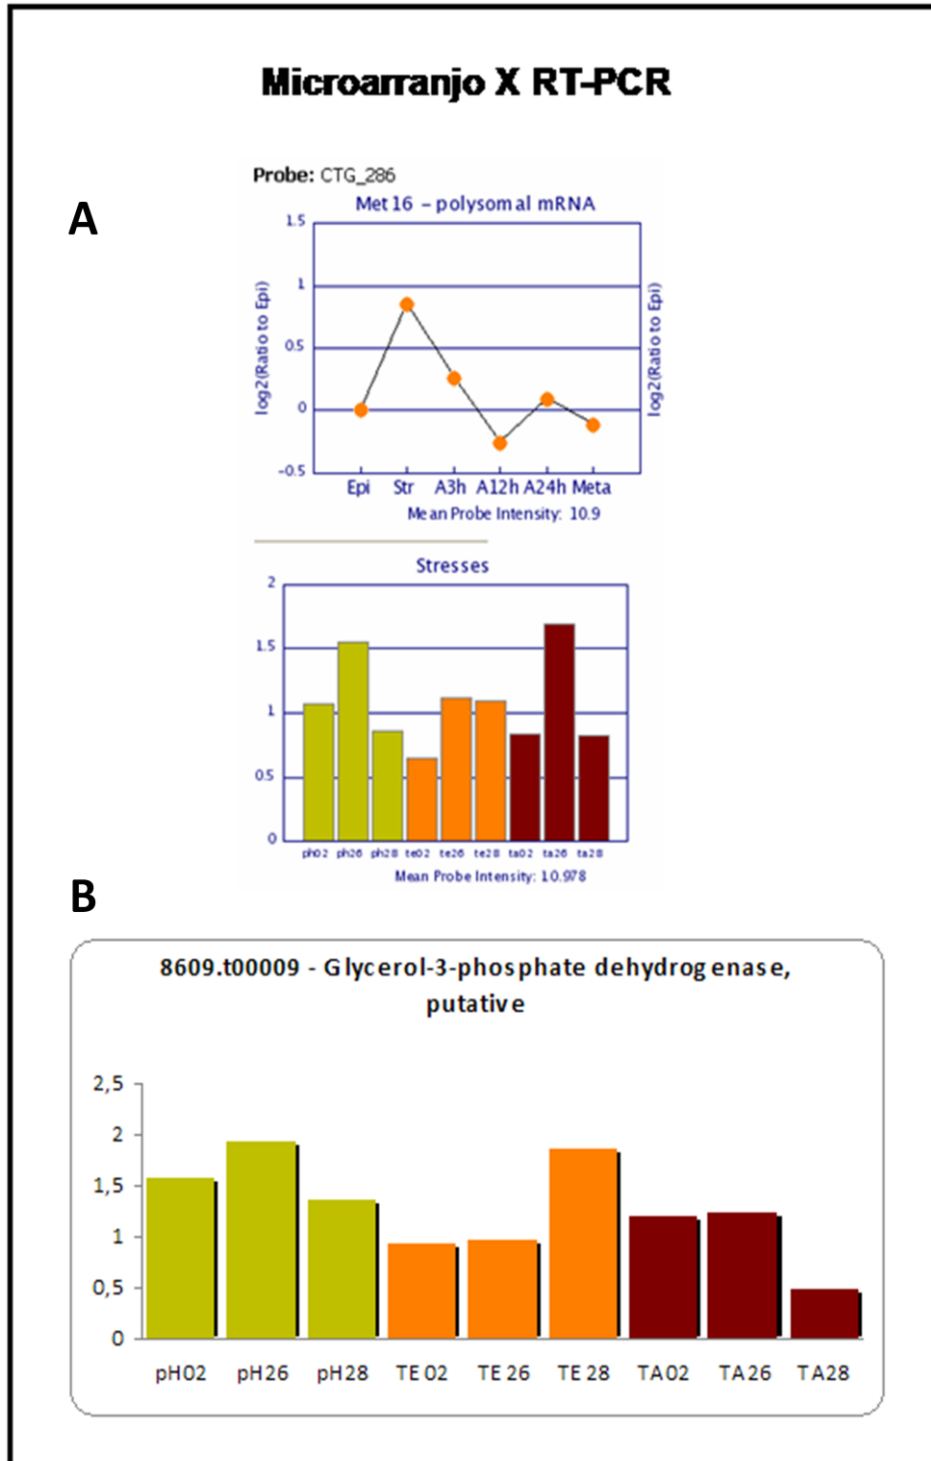 Microarranjo X RT-PCR
Probe: CTG_286
A
Met16 - polysomal mRNA
1.5
1
0.5
0
-0.5
log2(Ratio to Epi)
log2(Ratio to Epi)
Epi Str A3h A12h A24h Meta
Mean Probe Intensity: 10.9
Stresses
2
1.5
1
0.5
0
ph02 ph26 ph28 te02 te26 te28 ta02 ta26 ta28
Mean Probe Intensity: 10.978
B
8609.t00009 - Glycerol-3-phosphate dehydrogenase,
putative
2,5
2
1,5
1
0,5
0
pH02 pH26 pH28 TE02 TE26 TE28 TA02 TA26 TA28